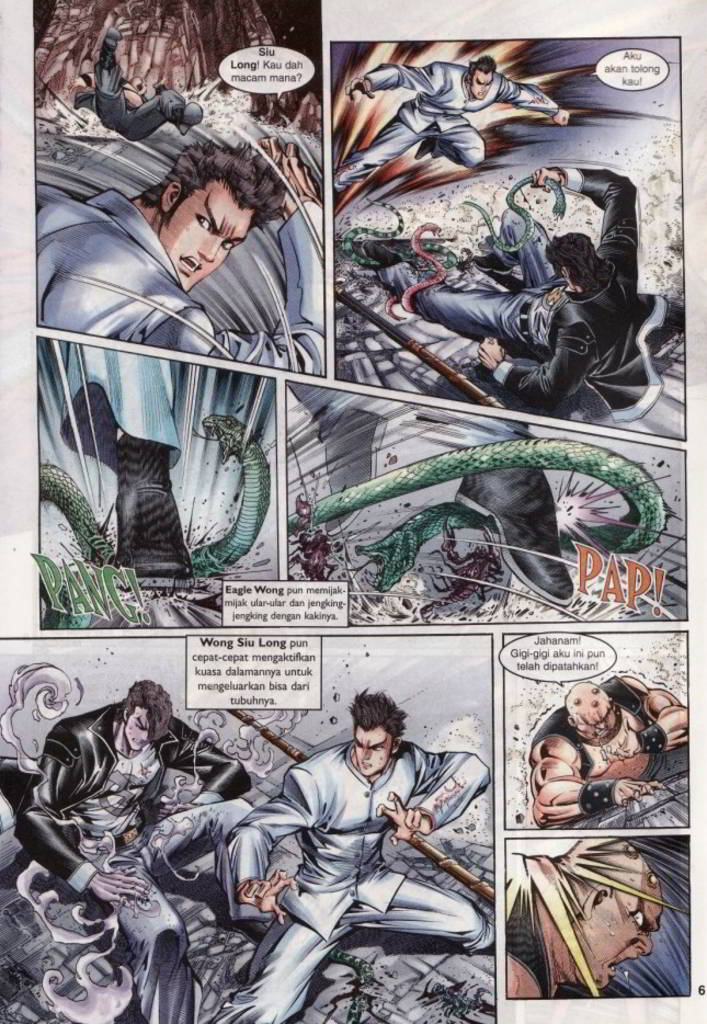 Siu
Long! Kau dah
macam mana?
Aku
akan tolong
kau!
PANG!
Eagle Wong pun memijak-
mijak ular-ular dan jengking-
jengking dengan kakinya.
PAP!
Wong Siu Long pun
cepat-cepat mengaktifkan
kuasa dalamannya untuk
mengeluarkan bisa dari
tubuhnya.
Jahanam!
Gigi-gigi aku ini pun
telah dipatahkan!
6